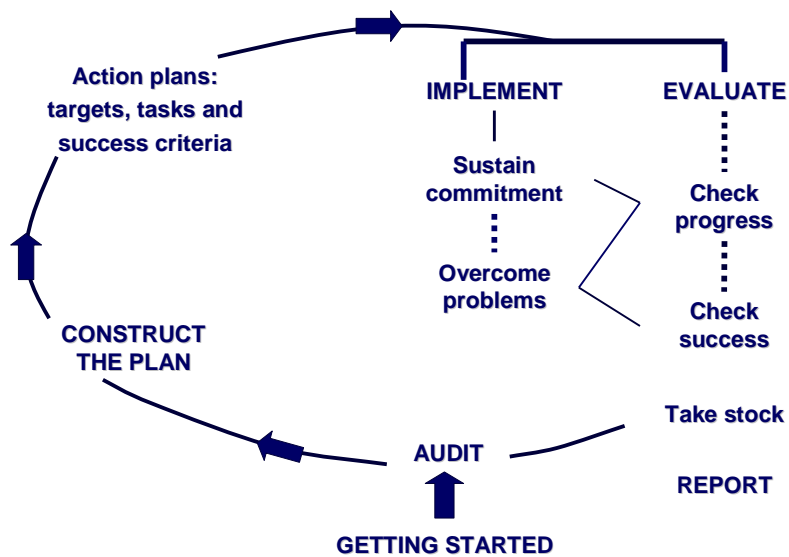 Action plans:
targets, tasks and
success criteria
IMPLEMENT
EVALUATE
Sustain
commitment
Check
progress
Overcome
problems
Check
success
CONSTRUCT
THE PLAN
Take stock
AUDIT
REPORT
GETTING STARTED